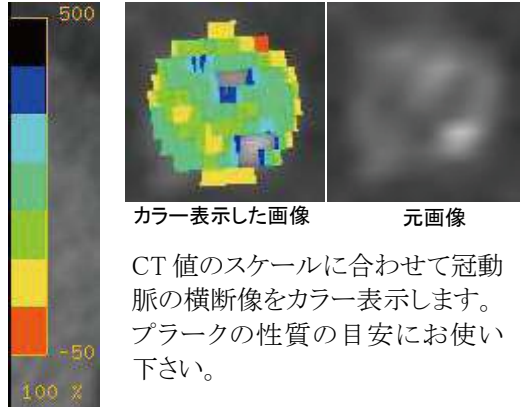 500
-50
100 %
カラー表示した画像
元画像
CT 値のスケールに合わせて冠動
脈の横断像をカラー表示します。
プラークの性質の目安にお使い
下さい。